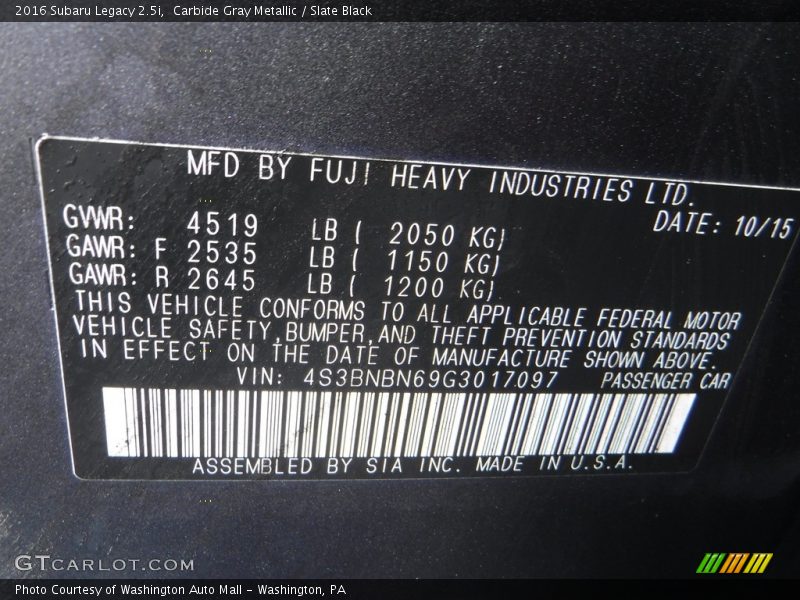 2016 Subaru Legacy 2.5i,  Carbide Gray Metallic / Slate Black
MFD BY FUJI HEAVY INDUSTRIES LTD.
GVWR: 4519 LB ( 2050 KG) DATE: 10/15
GAWR: F 2535 LB ( 1150 KG)
GAWR: R 2645 LB ( 1200 KG)
THIS VEHICLE CONFORMS TO ALL APPLICABLE FEDERAL MOTOR
VEHICLE SAFETY,BUMPER,AND THEFT PREVENTION STANDARDS
IN EFFECT ON THE DATE OF MANUFACTURE SHOWN ABOVE.
VIN: 4S3BNBN69G3017097 PASSENGER CAR
ASSEMBLED BY SIA INC. MADE IN U.S.A.
GTCARLOT.COM
Photo Courtesy of Washington Auto Mall - Washington, PA